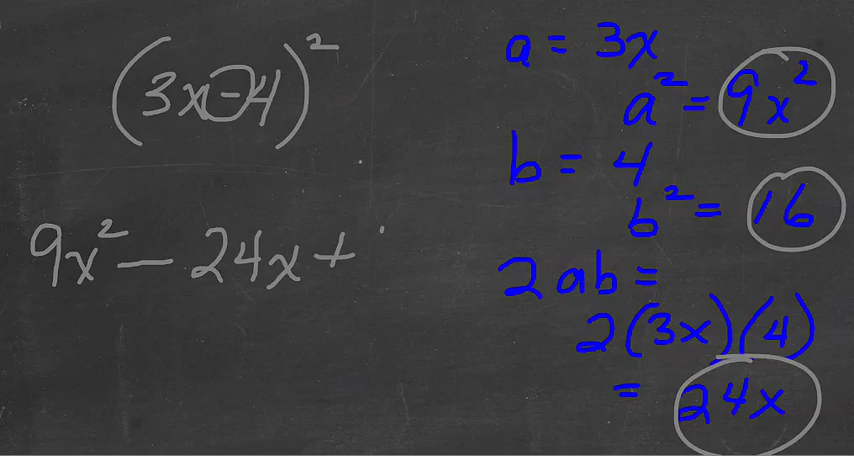 (3x-4)²
9x² - 24x +
a = 3x
a² = 9x²
b = 4
b² = 16
2ab =
2(3x)(4)
= 24x